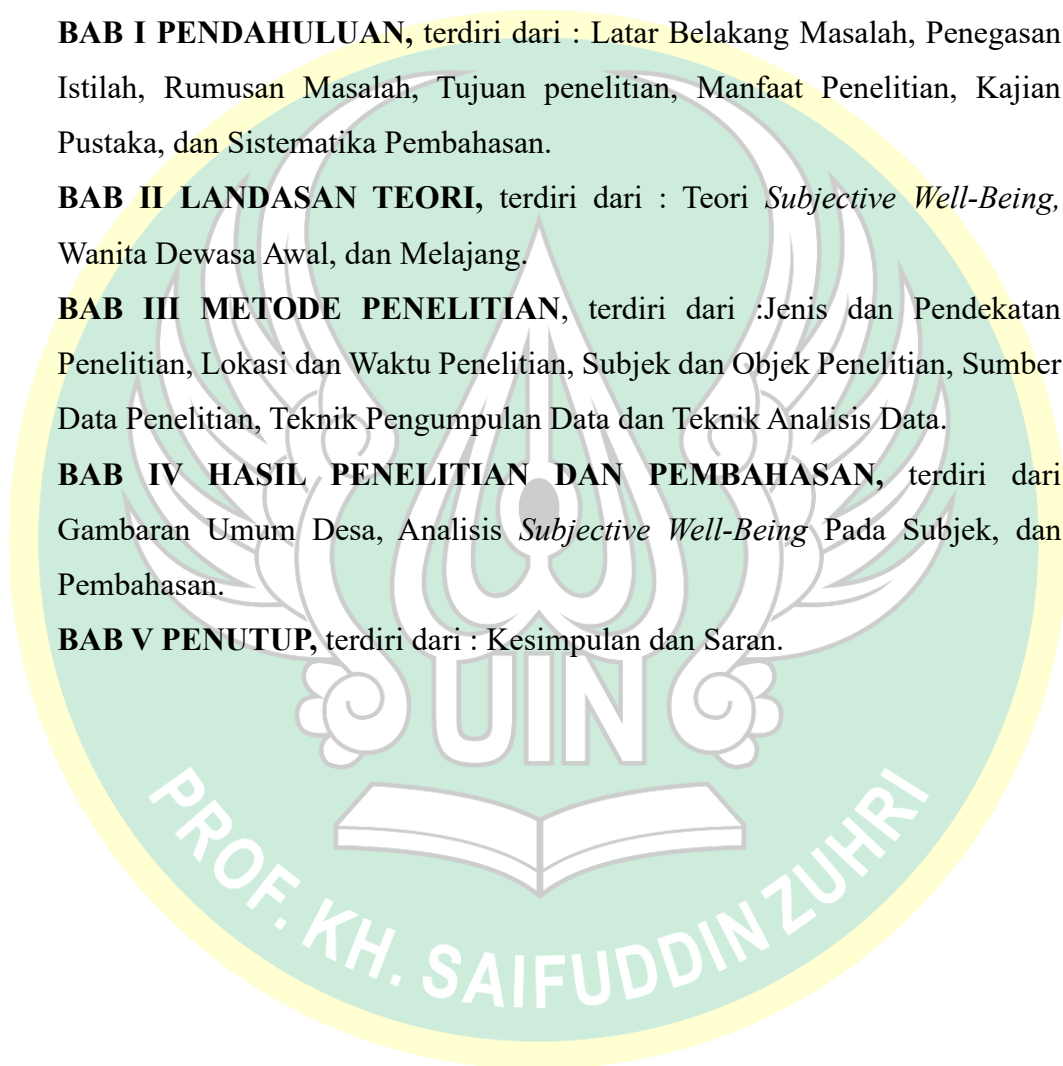 BAB I PENDAHULUAN, terdiri dari : Latar Belakang Masalah, Penegasan
Istilah, Rumusan Masalah, Tujuan penelitian, Manfaat Penelitian, Kajian
Pustaka, dan Sistematika Pembahasan.
BAB II LANDASAN TEORI, terdiri dari : Teori Subjective Well-Being,
Wanita Dewasa Awal, dan Melajang.
BAB III METODE PENELITIAN, terdiri dari :Jenis dan Pendekatan
Penelitian, Lokasi dan Waktu Penelitian, Subjek dan Objek Penelitian, Sumber
Data Penelitian, Teknik Pengumpulan Data dan Teknik Analisis Data.
BAB IV HASIL PENELITIAN DAN PEMBAHASAN, terdiri dari
Gambaran Umum Desa, Analisis Subjective Well-Being Pada Subjek, dan
Pembahasan.
BAB V PENUTUP, terdiri dari : Kesimpulan dan Saran.
UIN
PROF. KH. SAIFUDDIN ZUHRI